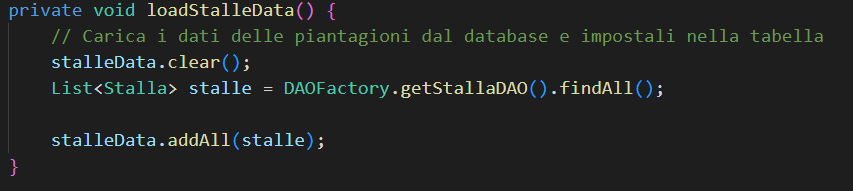 private void loadStalleData() {
    // Carica i dati delle piantagioni dal database e impostali nella tabella
    stalleData.clear();
    List<Stalla> stalle = DAOFactory.getStallaDAO().findAll();

    stalleData.addAll(stalle);
}